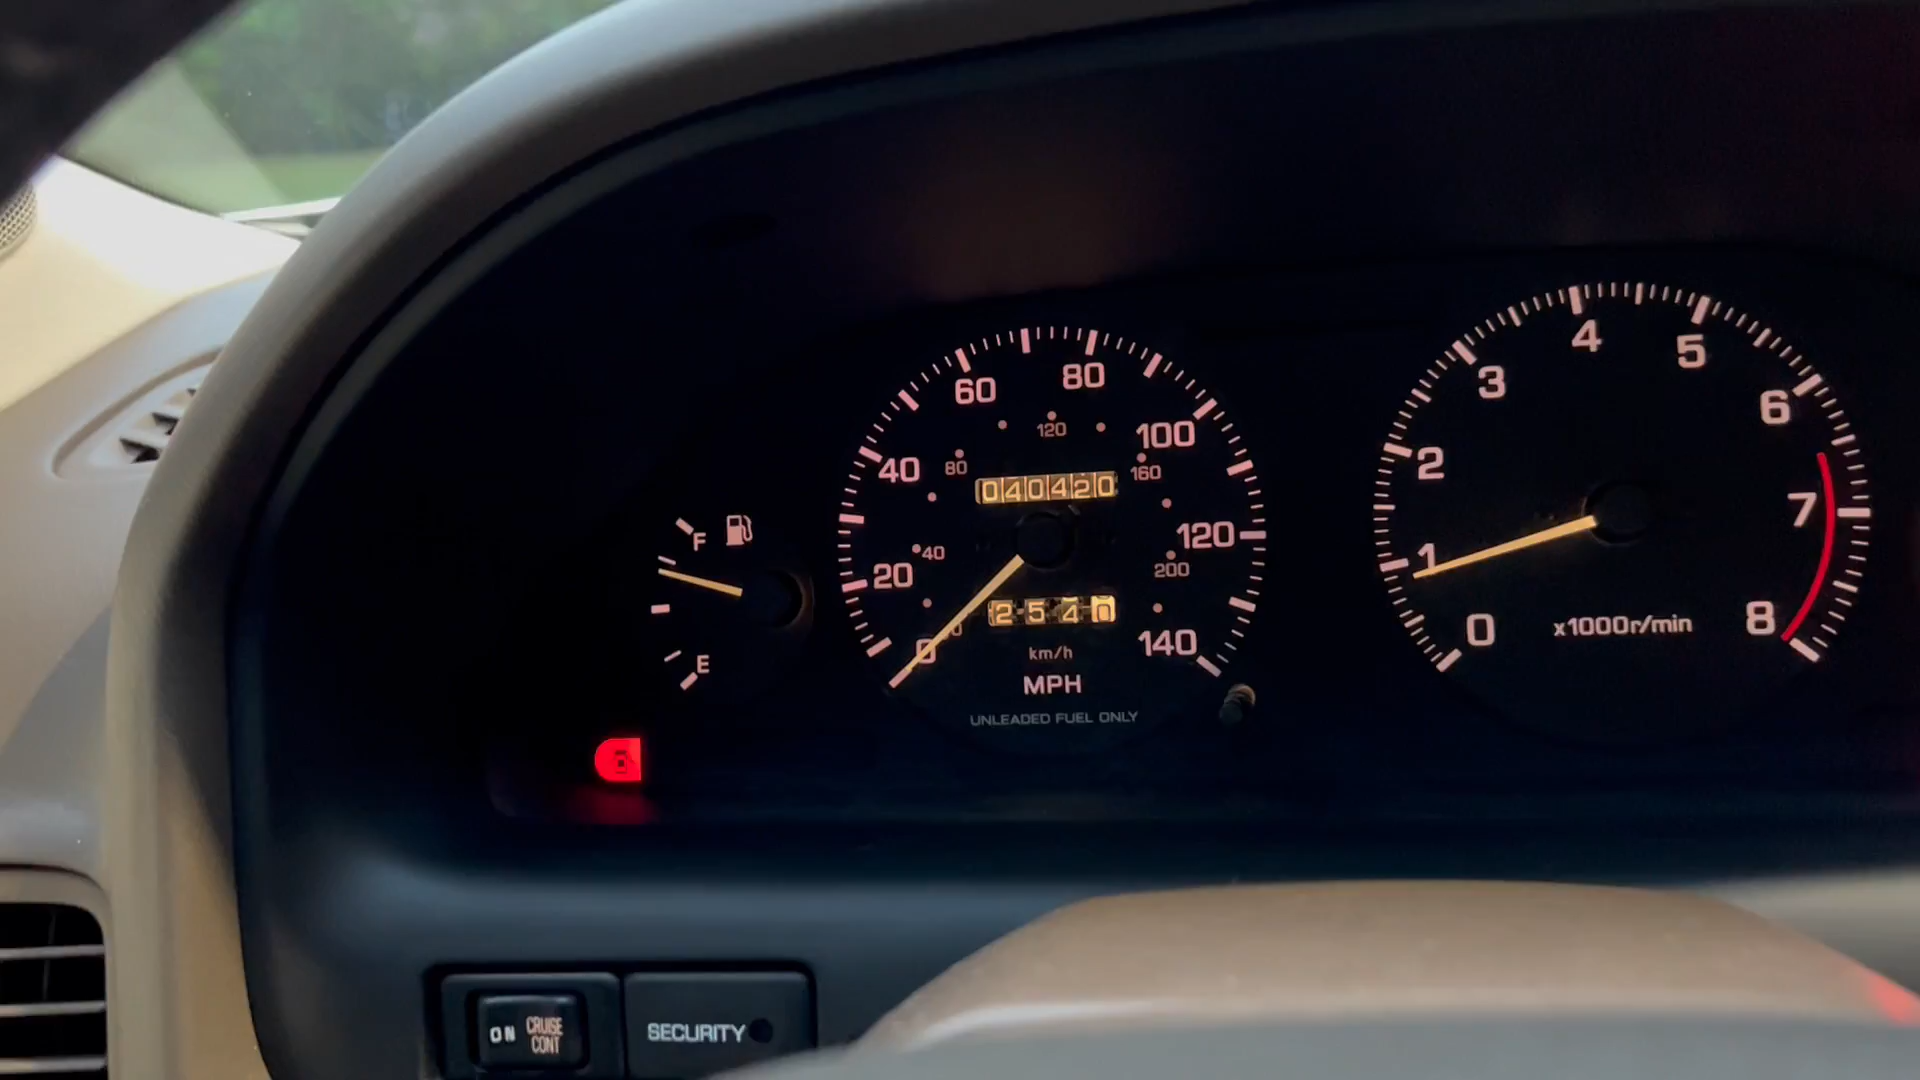 F
E
0
20
40
60
80
100
120
140
40
80
120
160
200
040420
2540
km/h
MPH
UNLEADED FUEL ONLY
0
1
2
3
4
5
6
7
8
x1000r/min
ON CRUISE
CONT
SECURITY